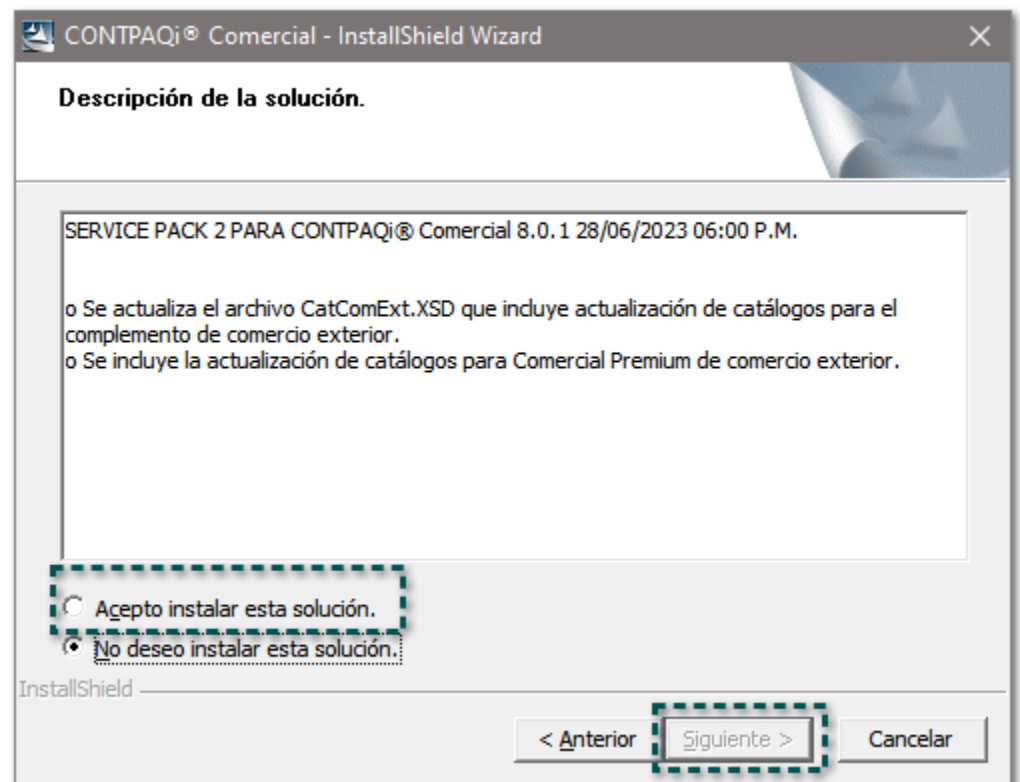 CONTPAQi® Comercial - InstallShield Wizard
Descripción de la solución.
SERVICE PACK 2 PARA CONTPAQi® Comercial 8.0.1 28/06/2023 06:00 P.M.
o Se actualiza el archivo CatComExt.XSD que incluye actualización de catálogos para el
complemento de comercio exterior.
o Se incluye la actualización de catálogos para Comercial Premium de comercio exterior.
Acepto instalar esta solución.
No deseo instalar esta solución.
InstallShield
< Anterior
Siguiente >
Cancelar